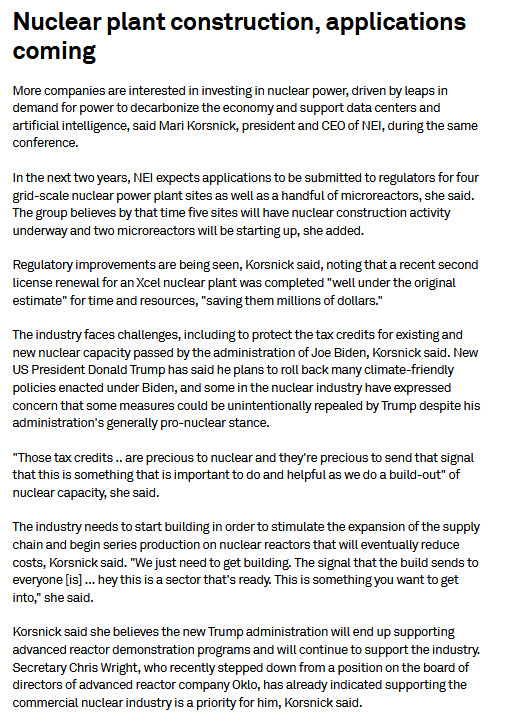 Nuclear plant construction, applications
coming
More companies are interested in investing in nuclear power, driven by leaps in
demand for power to decarbonize the economy and support data centers and
artificial intelligence, said Mari Korsnick, president and CEO of NEI, during the same
conference.
In the next two years, NEI expects applications to be submitted to regulators for four
grid-scale nuclear power plant sites as well as a handful of microreactors, she said.
The group believes by that time five sites will have nuclear construction activity
underway and two microreactors will be starting up, she added.
Regulatory improvements are being seen, Korsnick said, noting that a recent second
license renewal for an Xcel nuclear plant was completed "well under the original
estimate" for time and resources, "saving them millions of dollars."
The industry faces challenges, including to protect the tax credits for existing and
new nuclear capacity passed by the administration of Joe Biden, Korsnick said. New
US President Donald Trump has said he plans to roll back many climate-friendly
policies enacted under Biden, and some in the nuclear industry have expressed
concern that some measures could be unintentionally repealed by Trump despite his
administration's generally pro-nuclear stance.
"Those tax credits .. are precious to nuclear and they're precious to send that signal
that this is something that is important to do and helpful as we do a build-out" of
nuclear capacity, she said.
The industry needs to start building in order to stimulate the expansion of the supply
chain and begin series production on nuclear reactors that will eventually reduce
costs, Korsnick said. "We just need to get building. The signal that the build sends to
everyone [is] ... hey this is a sector that's ready. This is something you want to get
into," she said.
Korsnick said she believes the new Trump administration will end up supporting
advanced reactor demonstration programs and will continue to support the industry.
Secretary Chris Wright, who recently stepped down from a position on the board of
directors of advanced reactor company Oklo, has already indicated supporting the
commercial nuclear industry is a priority for him, Korsnick said.